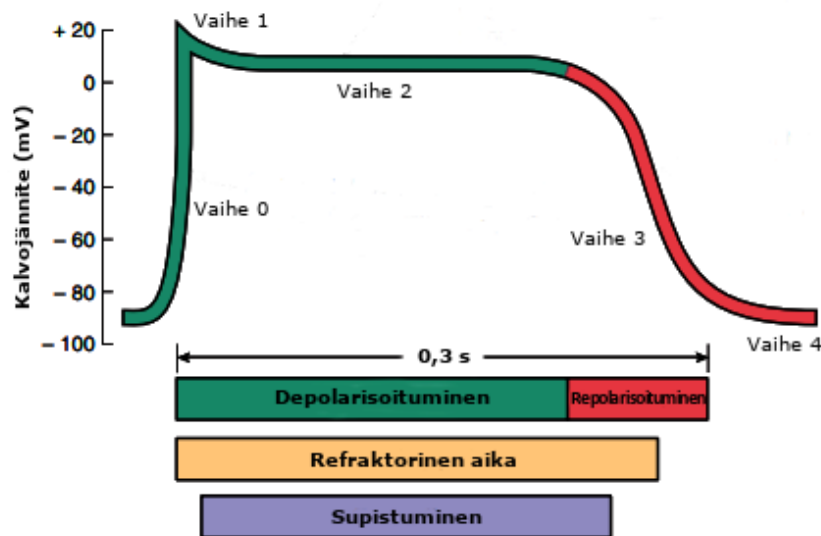 + 20
0
– 20
– 40
– 60
– 80
– 100
Kalvojännite (mV)
Vaihe 1
Vaihe 2
Vaihe 0
Vaihe 3
Vaihe 4
0,3 s
Depolarisoituminen
Repolarisoituminen
Refraktorinen aika
Supistuminen